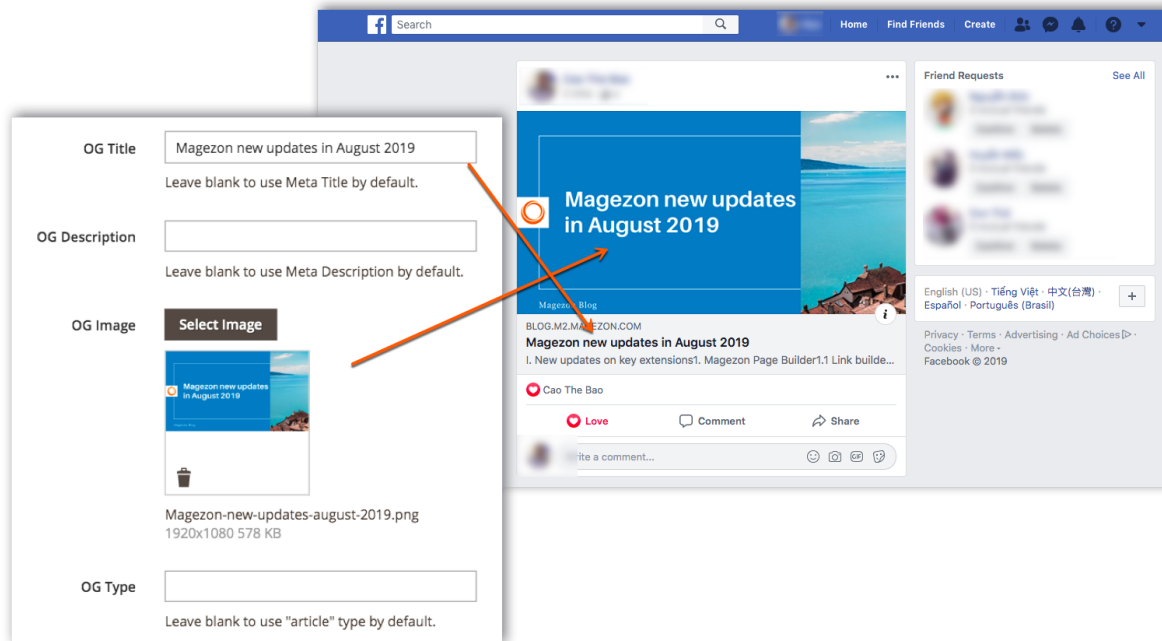 Search
Home
Find Friends
Create
Friend Requests
See All
OG Title
Magezon new updates in August 2019
Leave blank to use Meta Title by default.
OG Description
Leave blank to use Meta Description by default.
OG Image
Select Image
Magezon new updates
in August 2019
Magezon-new-updates-august-2019.png
1920x1080 578 KB
OG Type
Leave blank to use "article" type by default.
Magezon new updates
in August 2019
Magezon Blog
BLOG.M2.MAGEZON.COM
Magezon new updates in August 2019
I. New updates on key extensions1. Magezon Page Builder1.1 Link builde...
Cao The Bao
Love
Comment
Share
rite a comment...
GIF
English (US) · Tiếng Việt · 中文(台灣) ·
Español · Português (Brasil)
Privacy · Terms · Advertising · Ad Choices ·
Cookies · More
Facebook © 2019